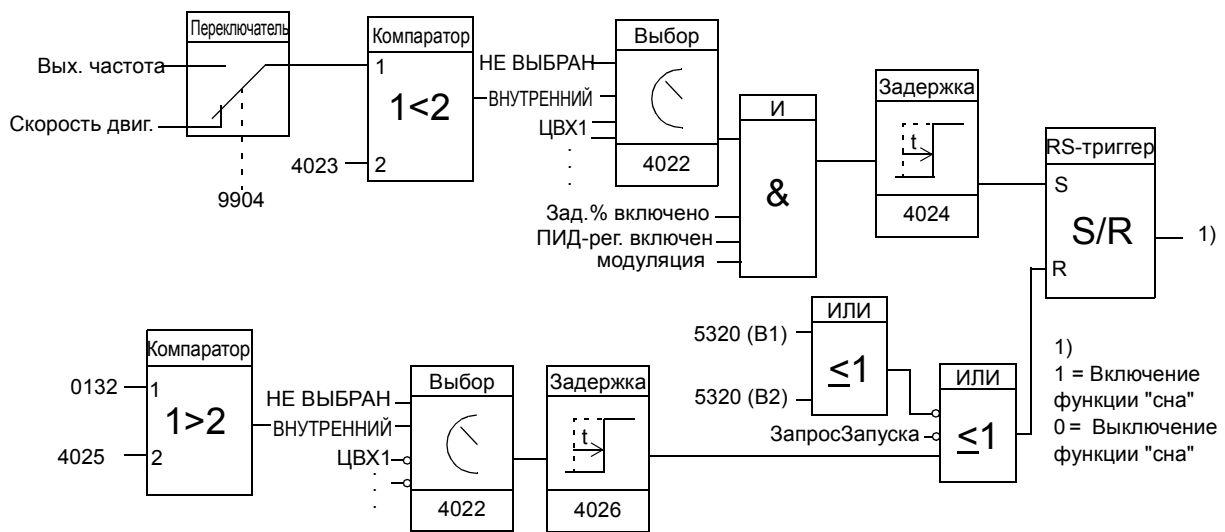 Переключатель
Вых. частота
Скорость двиг.
9904
Компаратор
1
1<2
4023
2
Выбор
НЕ ВЫБРАН
ВНУТРЕННИЙ
ЦВХ1
4022
И
&
Зад.% включено
ПИД-рег. включен
модуляция
Задержка
t
4024
RS-триггер
S
S/R
R
1)
Компаратор
0132
1
1>2
4025
2
Выбор
НЕ ВЫБРАН
ВНУТРЕННИЙ
ЦВХ1
4022
Задержка
t
4026
ИЛИ
5320 (B1)
≤1
5320 (B2)
ИЛИ
ЗапросЗапуска
≤1
1)
1 = Включение
функции "сна"
0 = Выключение
функции "сна"